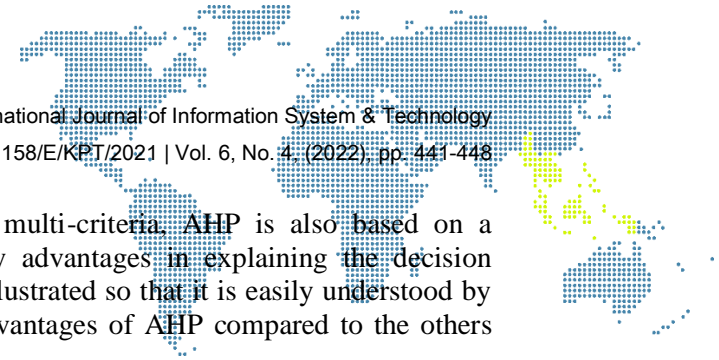 national Journal of Information System & Technology
158/E/KPT/2021 | Vol. 6, No. 4, (2022), pp. 441-448
multi-criteria, AHP is also based on a
advantages in explaining the decision
llustrated so that it is easily understood by
vantages of AHP compared to the others